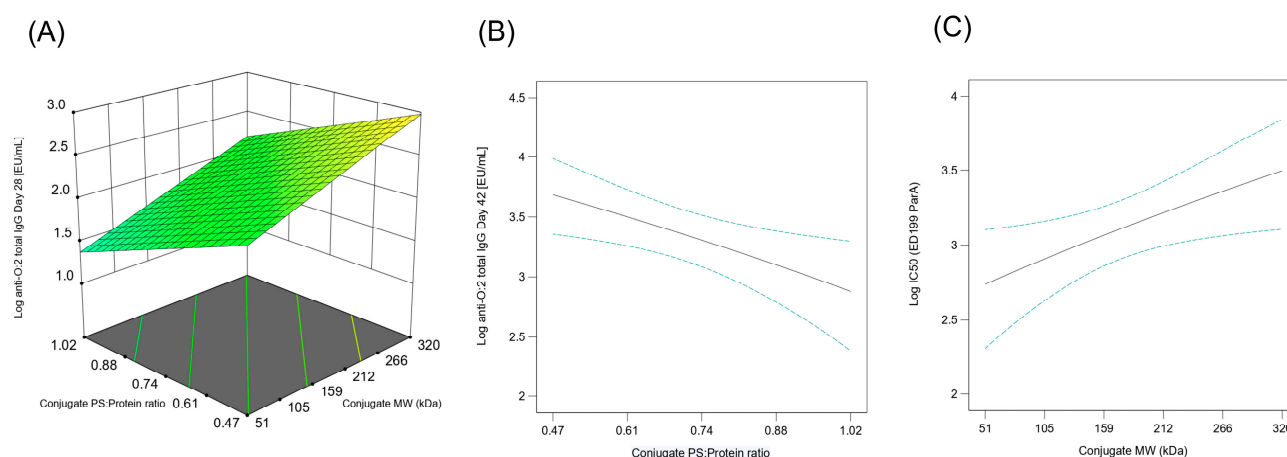 (A)
Log anti-O:2 total IgG Day 28 [EU/mL]
3.0
2.5
2.0
1.5
1.0
1.02
0.88
0.74
0.61
0.47
Conjugate PS:Protein ratio
51
105
159
212
266
320
Conjugate MW (kDa)
(B)
Log anti-O:2 total IgG Day 42 [EU/mL]
4.5
4
3.5
3
2.5
2
0.47 0.61 0.74 0.88 1.02
Conjugate PS:Protein ratio
(C)
Log IC50 (ED199 ParA)
4
3.5
3
2.5
2
51 105 159 212 266 320
Conjugate MW (kDa)